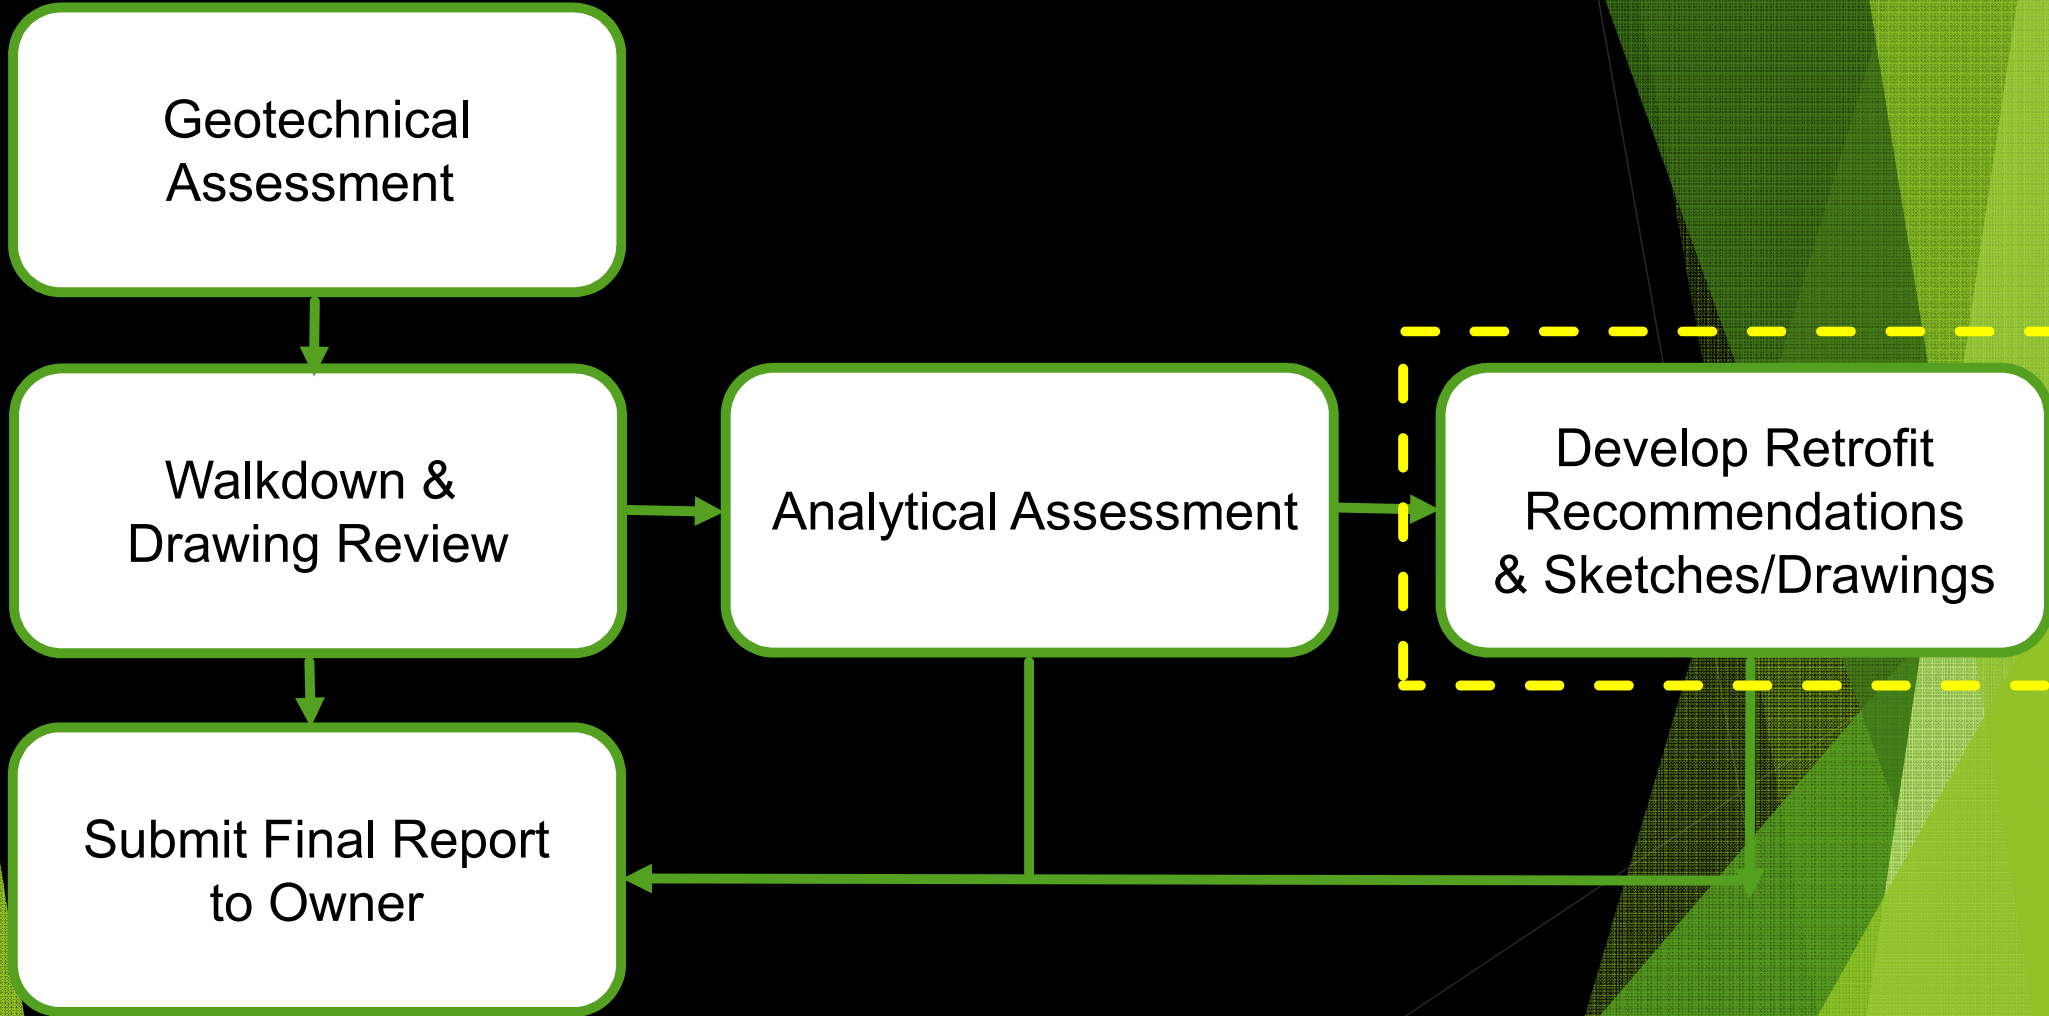 Geotechnical
Assessment
Walkdown &
Drawing Review
Analytical Assessment
Develop Retrofit
Recommendations
& Sketches/Drawings
Submit Final Report
to Owner